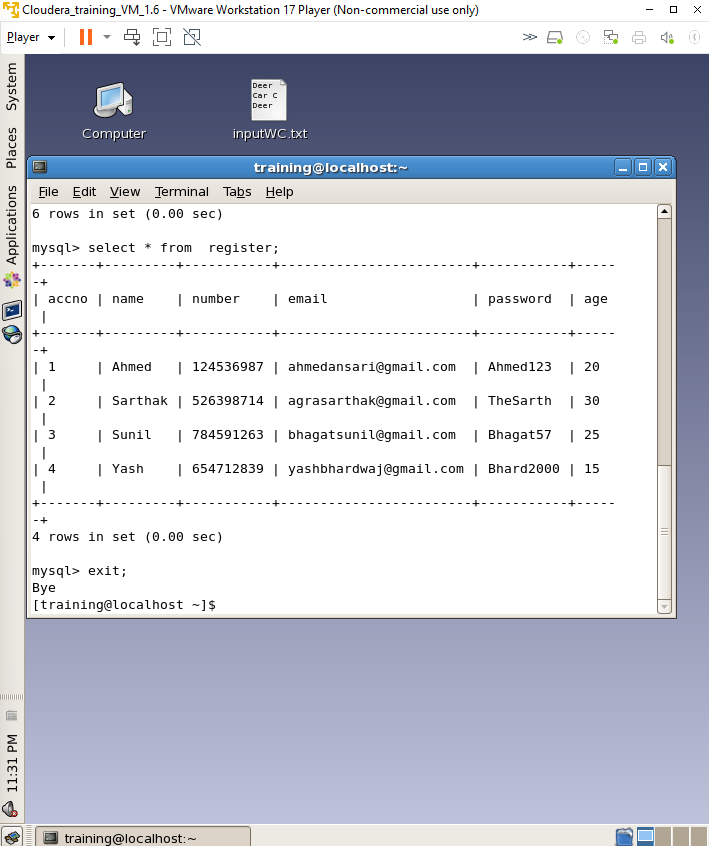 Cloudera_training_VM_1.6 - VMware Workstation 17 Player (Non-commercial use only)
Player
System
Places
Applications
Computer
Deer
Car C
Deer
inputWC.txt
training@localhost:~
File Edit View Terminal Tabs Help
6 rows in set (0.00 sec)
mysql> select * from  register;
+-------+---------+-----------+------------------------+-----------+-----
-+
| accno | name    | number    | email                  | password  | age
 |
+-------+---------+-----------+------------------------+-----------+-----
-+
| 1     | Ahmed   | 124536987 | ahmedansari@gmail.com  | Ahmed123  | 20
 |
| 2     | Sarthak | 526398714 | agrasarthak@gmail.com  | TheSarth  | 30
 |
| 3     | Sunil   | 784591263 | bhagatsunil@gmail.com  | Bhagat57  | 25
 |
| 4     | Yash    | 654712839 | yashbhardwaj@gmail.com | Bhard2000 | 15
 |
+-------+---------+-----------+------------------------+-----------+-----
-+
4 rows in set (0.00 sec)
mysql> exit;
Bye
[training@localhost ~]$
11:31 PM
training@localhost:~